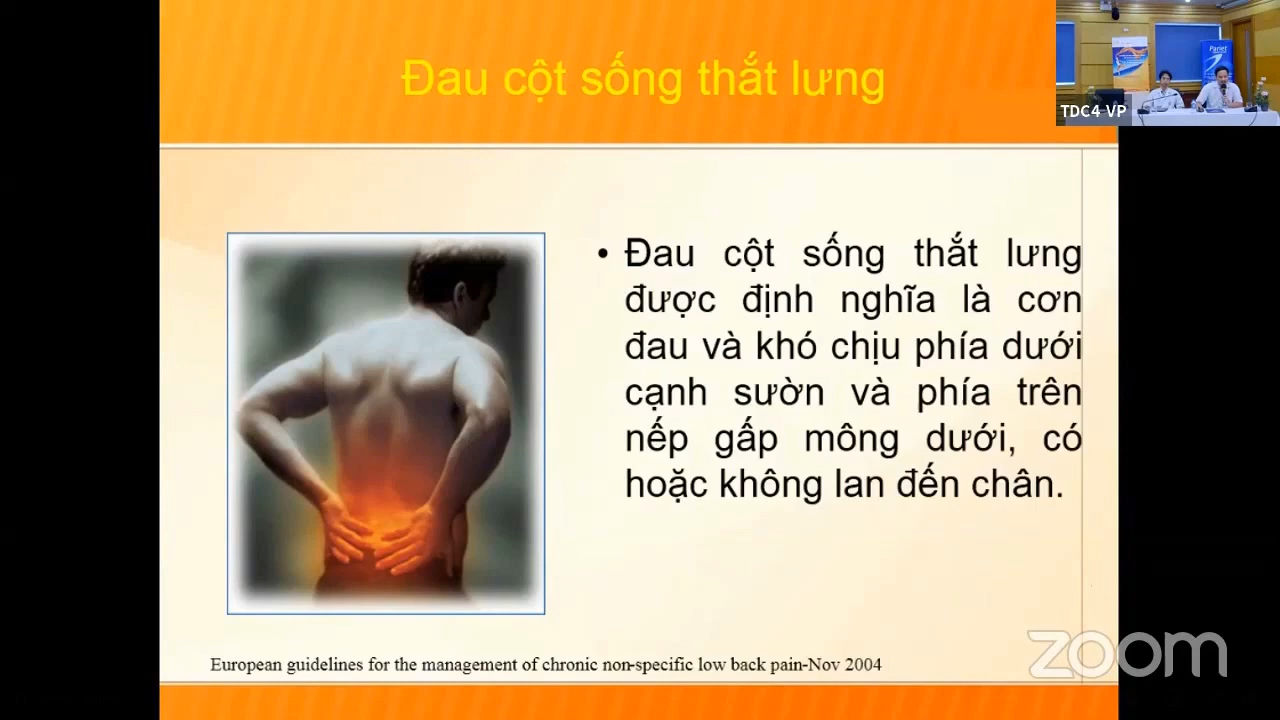 Đau cột sống thắt lưng
TDC4 VP
• Đau cột sống thắt lưng
được định nghĩa là cơn
đau và khó chịu phía dưới
cạnh sườn và phía trên
nếp gấp mông dưới, có
hoặc không lan đến chân.
European guidelines for the management of chronic non-specific low back pain-Nov 2004
zoom